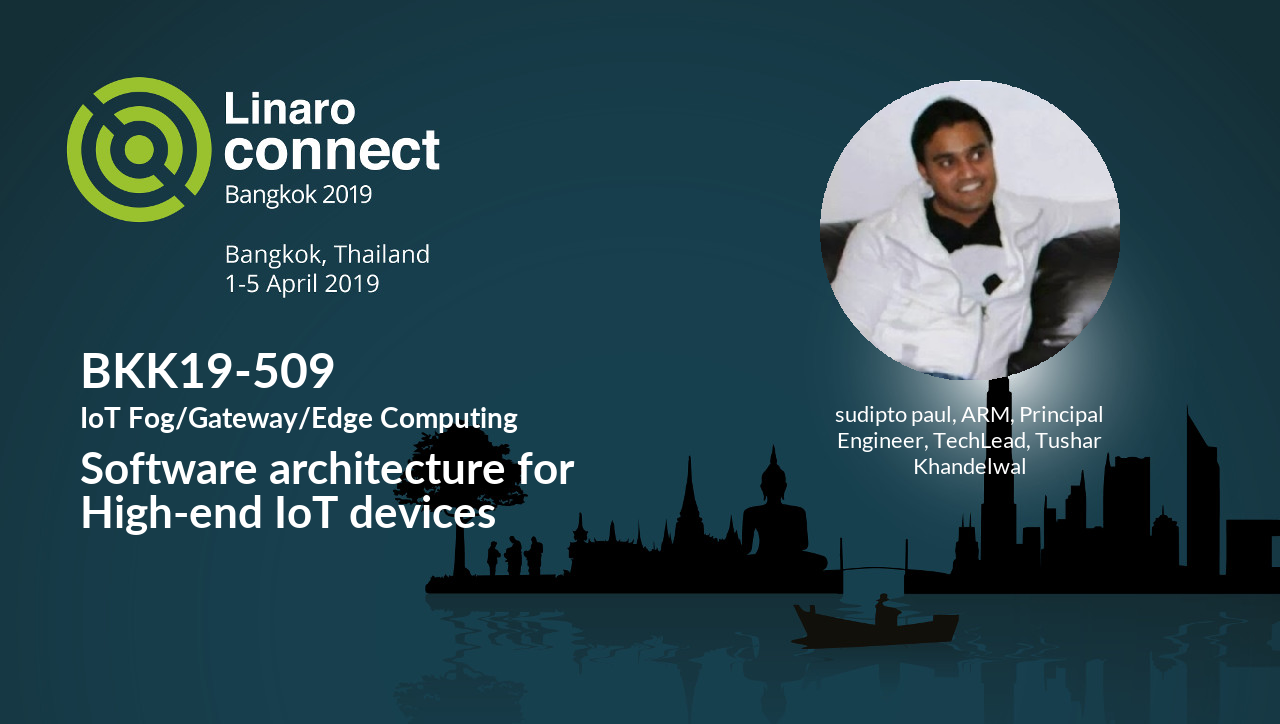 Linaro
connect
Bangkok 2019
Bangkok, Thailand
1-5 April 2019
BKK19-509
IoT Fog/Gateway/Edge Computing
Software architecture for
High-end IoT devices
sudipto paul, ARM, Principal
Engineer, TechLead, Tushar
Khandelwal